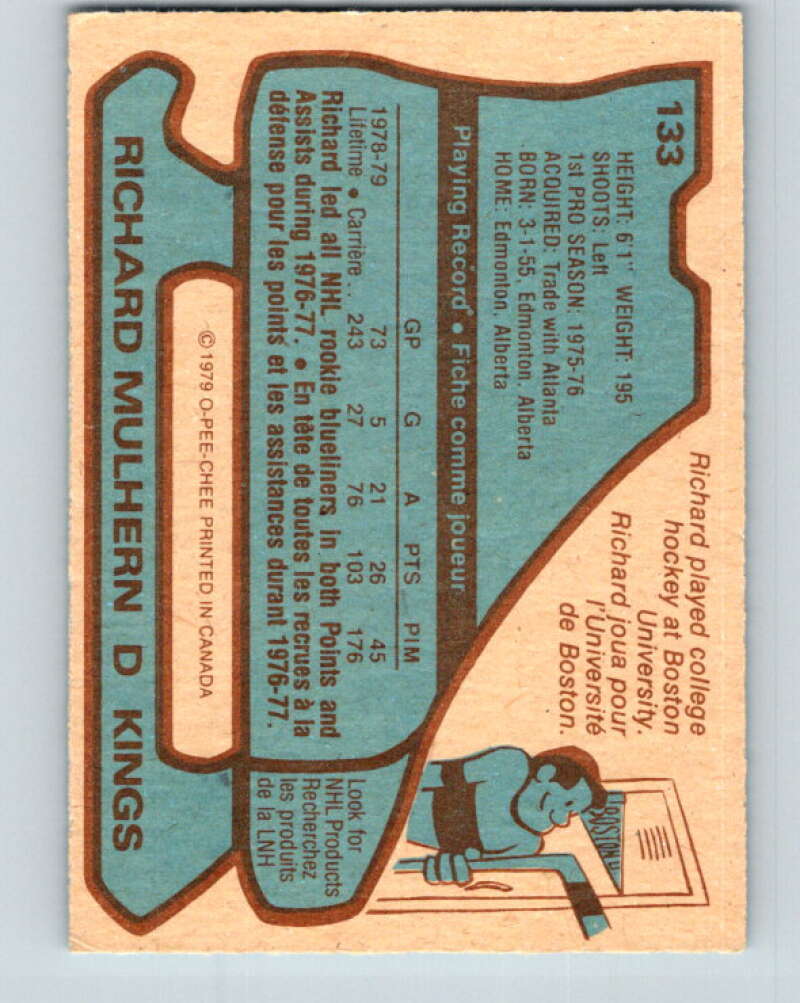 133
HEIGHT: 6'1" WEIGHT: 195
SHOOTS: Left
1st PRO SEASON: 1975-76
ACQUIRED: Trade with Atlanta
BORN: 3-1-55, Edmonton, Alberta
HOME: Edmonton, Alberta
Richard played college
hockey at Boston
University.
Richard joua pour
l'Université
de Boston.
BOSTON U
Playing Record • Fiche comme joueur
GP G A PTS PIM
1978-79 73 5 21 26 45
Lifetime • Carrière .. 243 27 76 103 176
Richard led all NHL rookie blueliners in both Points and
Assists during 1976-77. • En tête de toutes les recrues à la
défense pour les points et les assistances durant 1976-77.
Look for
NHL Products
Recherchez
les produits
de la LNH
© 1979 O-PEE-CHEE PRINTED IN CANADA
RICHARD MULHERN D KINGS